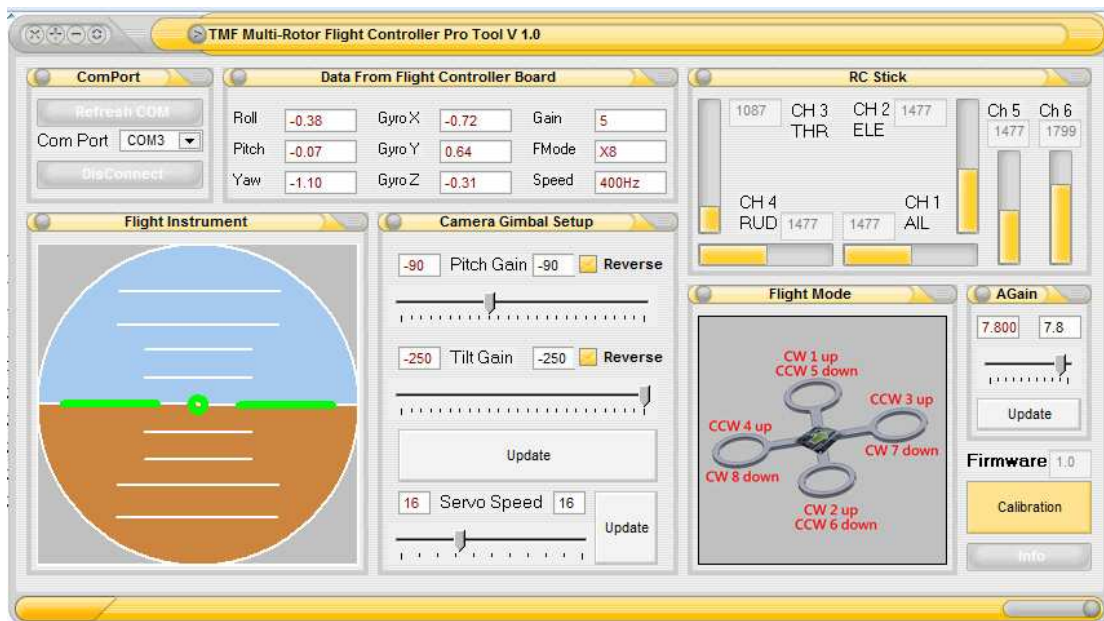 TMF Multi-Rotor Flight Controller Pro Tool V 1.0
ComPort
Refresh COM
Com Port COM3
DisConnect
Data From Flight Controller Board
Roll -0.38 Gyro X -0.72 Gain 5
Pitch -0.07 Gyro Y 0.64 FMode X8
Yaw -1.10 Gyro Z -0.31 Speed 400Hz
RC Stick
1087 CH 3 CH 2 1477 Ch 5 Ch 6
THR ELE 1477 1799
CH 4 CH 1
RUD 1477 1477 AIL
Flight Instrument
Camera Gimbal Setup
-90 Pitch Gain -90 Reverse
-250 Tilt Gain -250 Reverse
Update
16 Servo Speed 16 Update
Flight Mode
CW 1 up
CCW 5 down
CCW 3 up
CCW 4 up
CW 7 down
CW 8 down
CW 2 up
CCW 6 down
AGain
7.800 7.8
Update
Firmware 1.0
Calibration
Info